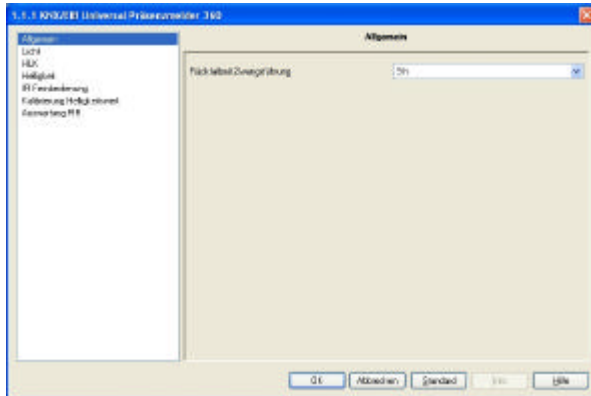 1.1.1 KNX/EIB Universal Präsenzmelder 360
Allgemein
Licht
HLK
Helligkeit
IR Fernbedienung
Kalibrierung Helligkeitswert
Auswertung PIR
Allgemein
Rückfallzeit Zwangsführung
5h
OK
Abbrechen
Standard
Info
Hilfe